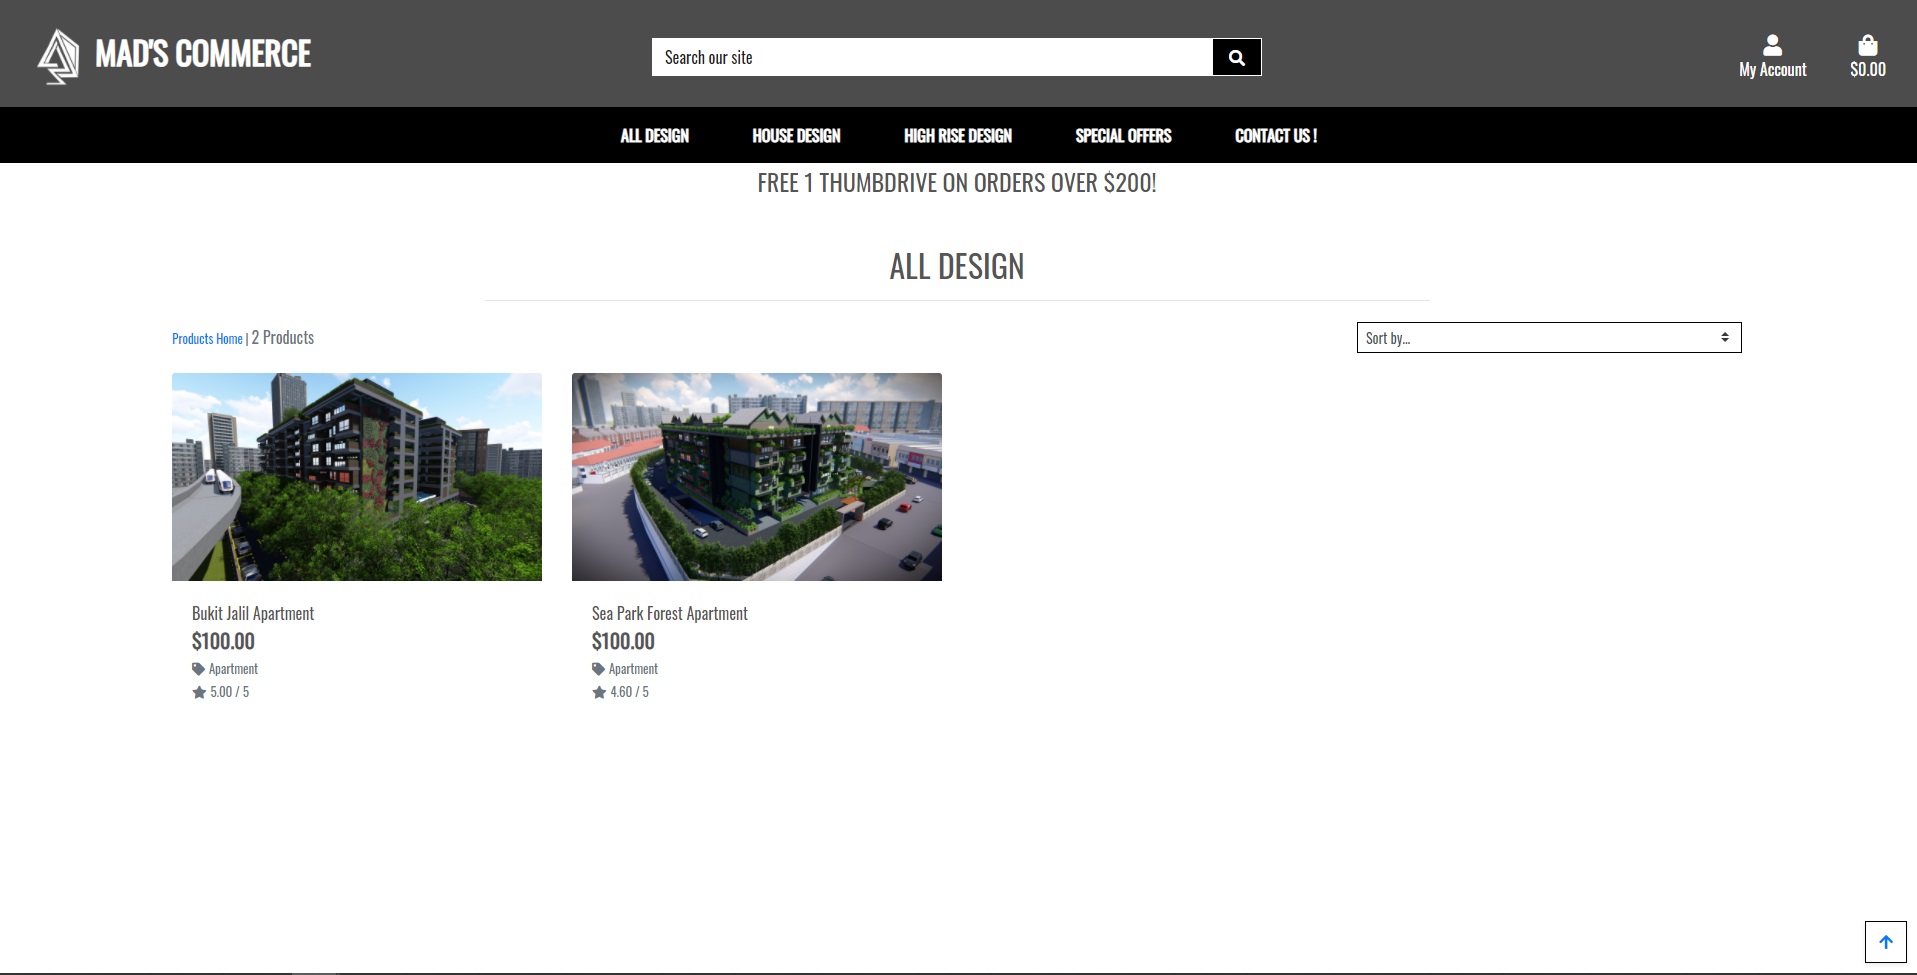 MAD'S COMMERCE
Search our site
My Account
$0.00
ALL DESIGN
HOUSE DESIGN
HIGH RISE DESIGN
SPECIAL OFFERS
CONTACT US !
FREE 1 THUMBDRIVE ON ORDERS OVER $200!
ALL DESIGN
Products Home | 2 Products
Sort by...
Bukit Jalil Apartment
$100.00
Apartment
5.00 / 5
Sea Park Forest Apartment
$100.00
Apartment
4.60 / 5